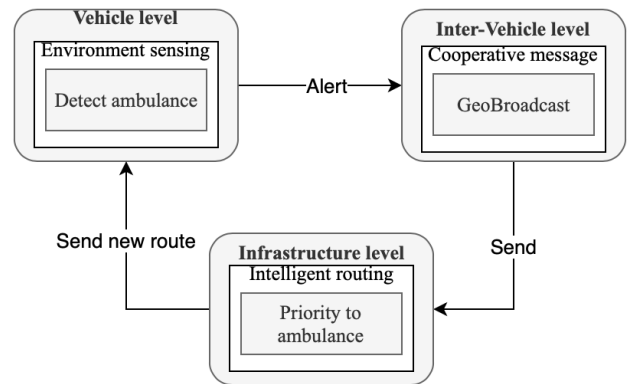 Vehicle level
Environment sensing
Detect ambulance
Alert
Inter-Vehicle level
Cooperative message
GeoBroadcast
Send new route
Send
Infrastructure level
Intelligent routing
Priority to
ambulance